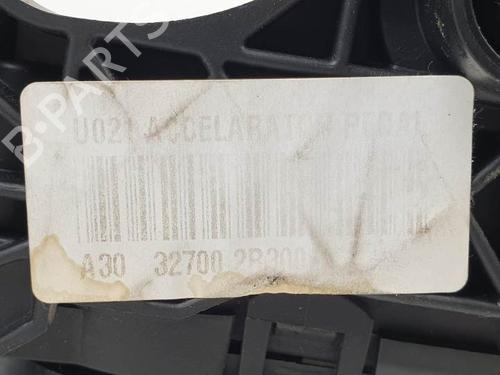 B-PARTS
U021 ACCELARATOR PEDAL
A30 32700 2B300